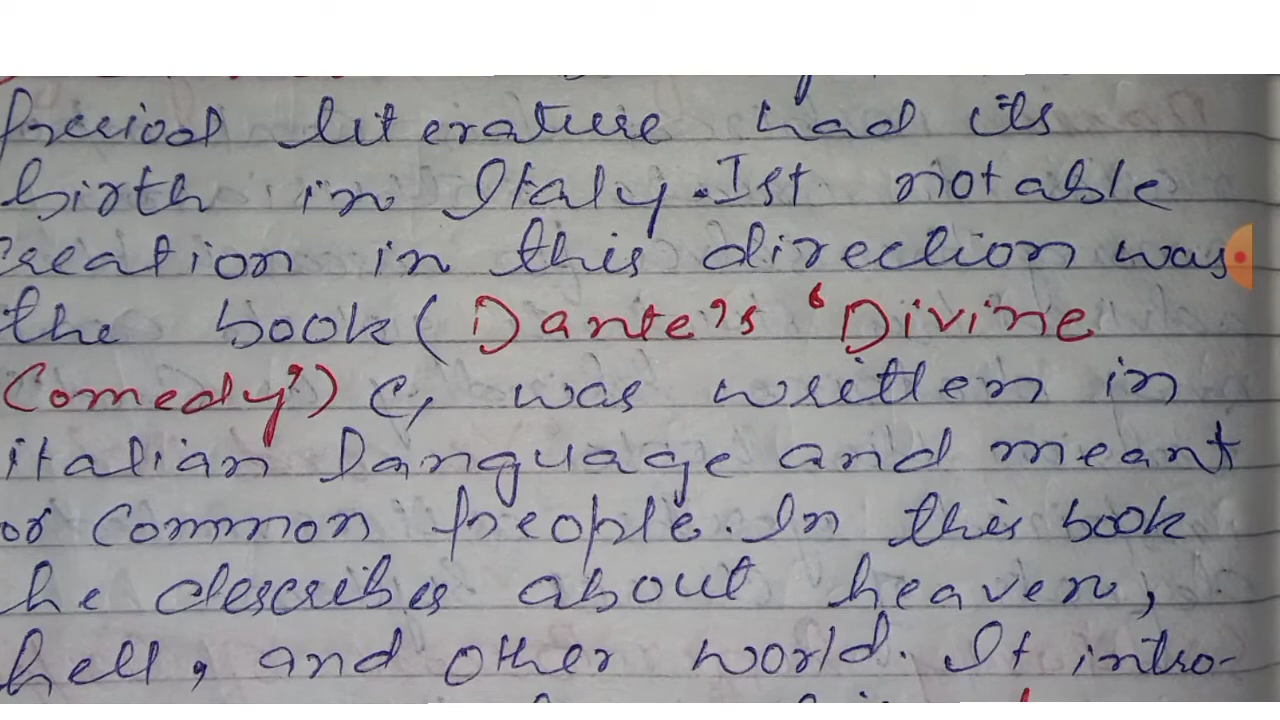 Period literature had its
birth in Italy. Ist notable
reation in this direction was
the book (Dante's 'Divine
Comedy') was written in
italian language and meant
or common people. In this book
he describes about heaven,
hell, and other world. It intro-